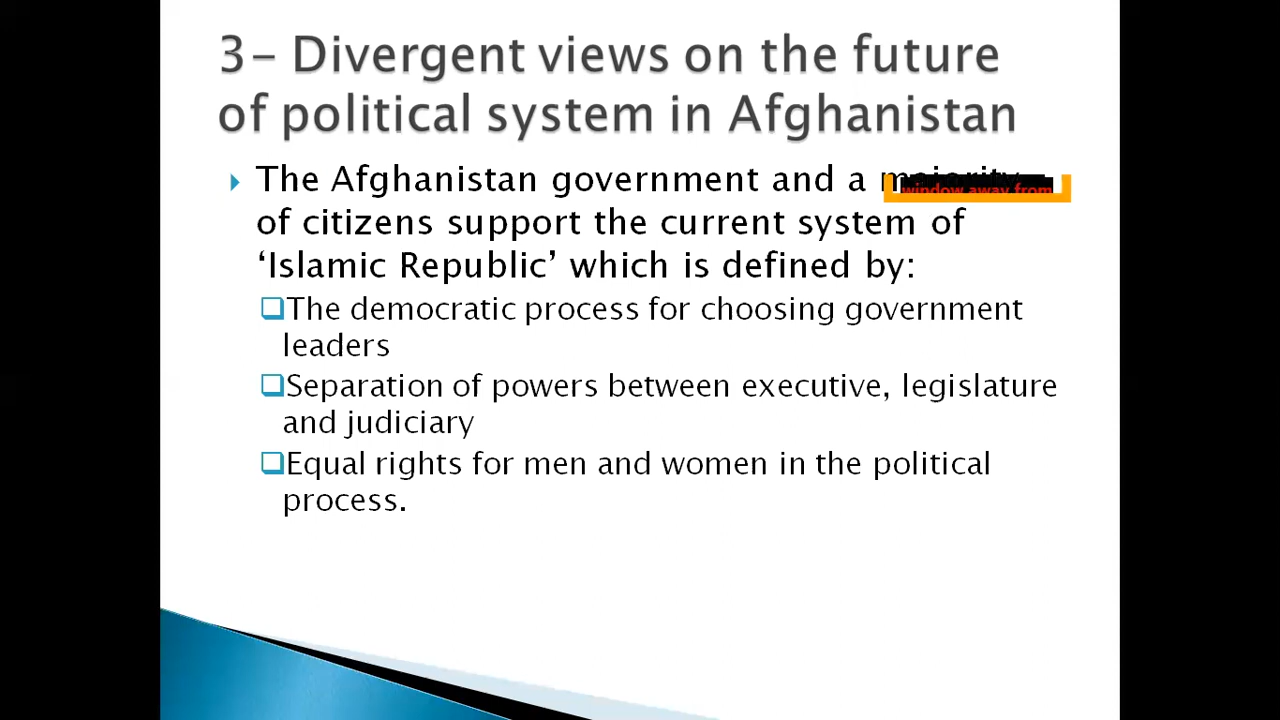 3- Divergent views on the future
of political system in Afghanistan
The Afghanistan government and a majority
window away from
of citizens support the current system of
‘Islamic Republic’ which is defined by:
The democratic process for choosing government
leaders
Separation of powers between executive, legislature
and judiciary
Equal rights for men and women in the political
process.